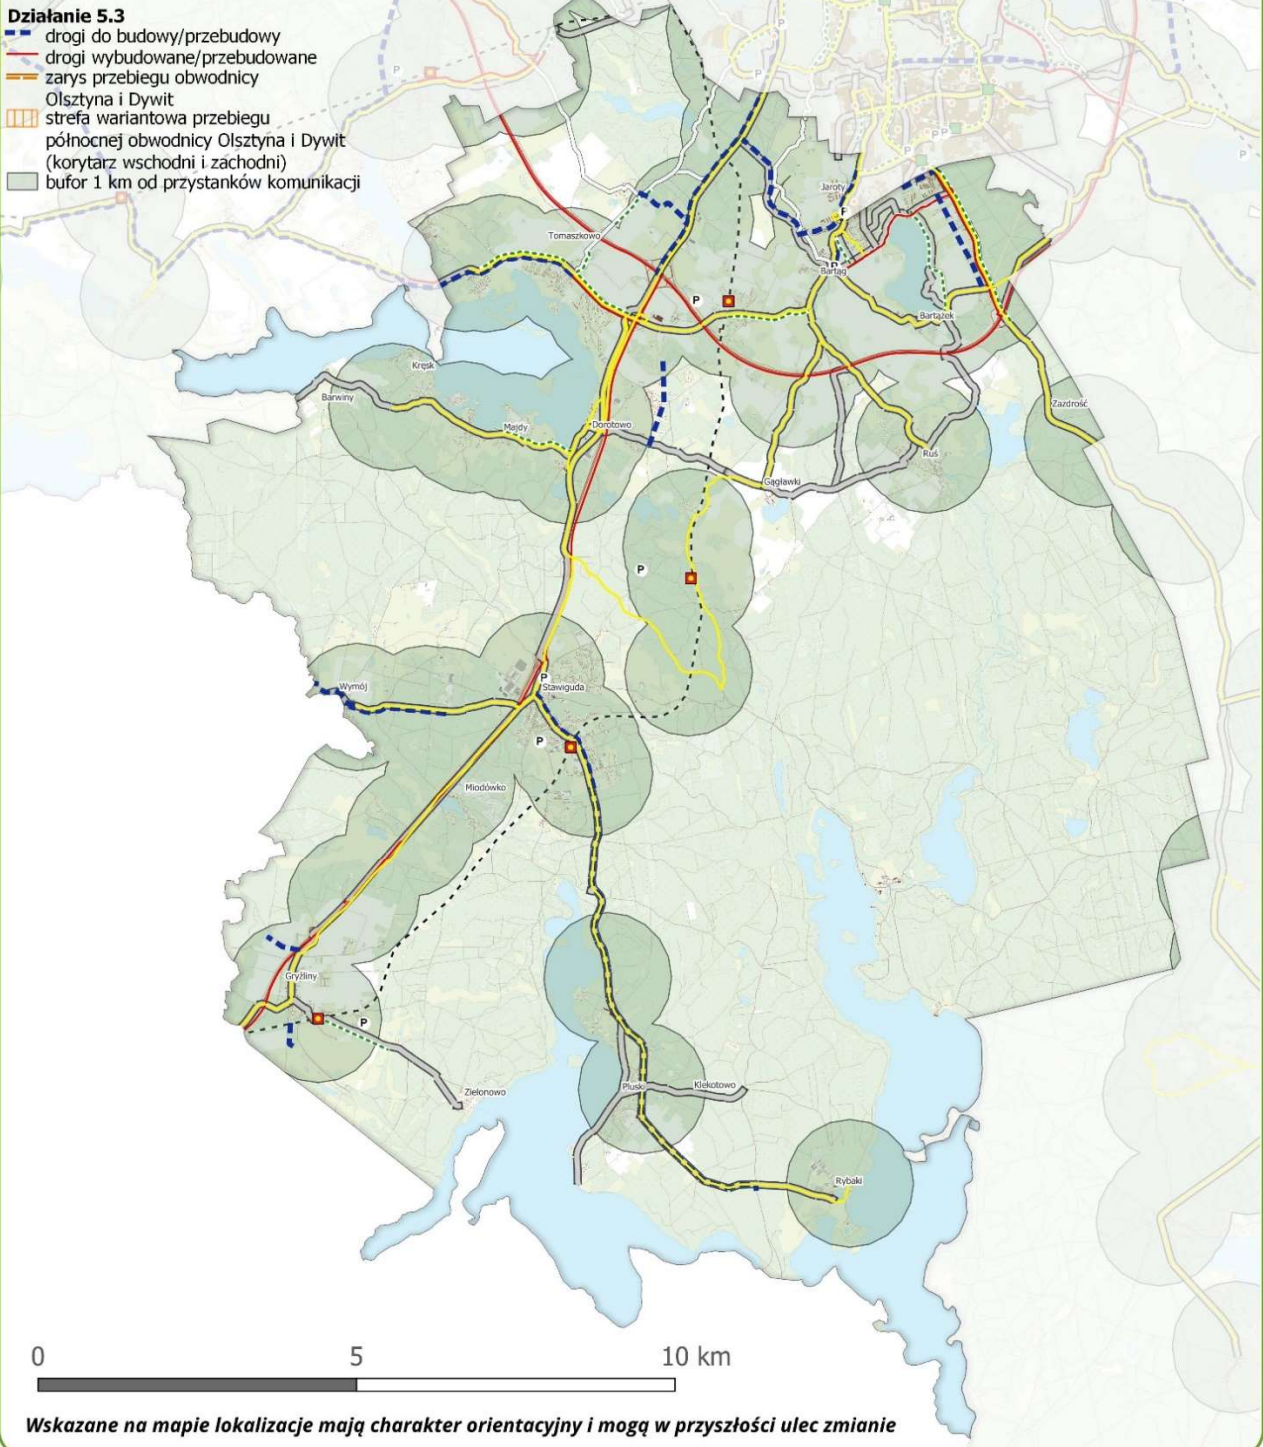 Działanie 5.3
drogi do budowy/przebudowy
drogi wybudowane/przebudowane
zarys przebiegu obwodnicy
Olsztyna i Dywit
strefa wariantowa przebiegu
północnej obwodnicy Olsztyna i Dywit
(korytarz wschodni i zachodni)
bufor 1 km od przystanków komunikacji
P
P
P P
P
Jaroty
P
Tomaszkowo
P
Bartąg
P
Bartążek
Kręsk
Barwiny
Zazdrość
Majdy
Dorotowo
Ruś
Gągławki
P
P
Wymój
Stawiguda
P
Miodówko
Gryźliny
P
Pluski
Klekotowo
Zielonowo
Rybaki
0 5 10 km
Wskazane na mapie lokalizacje mają charakter orientacyjny i mogą w przyszłości ulec zmianie